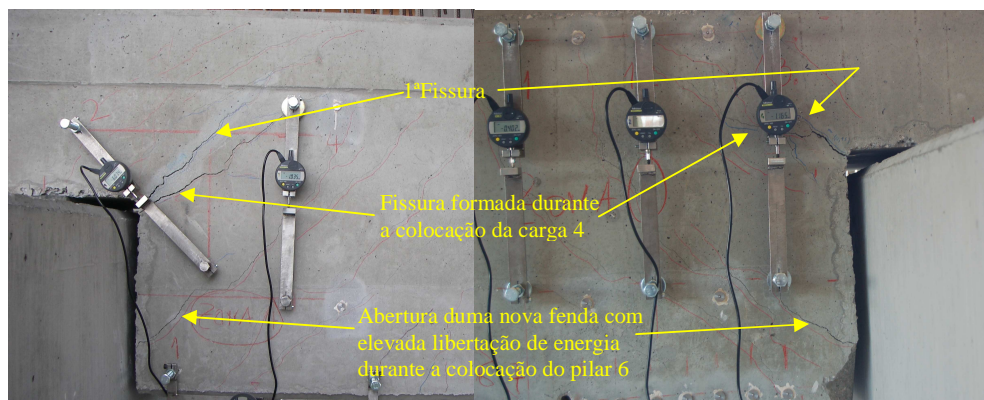 1ªFissura
Fissura formada durante
a colocação da carga 4
Abertura duma nova fenda com
elevada libertação de energia
durante a colocação do pilar 6